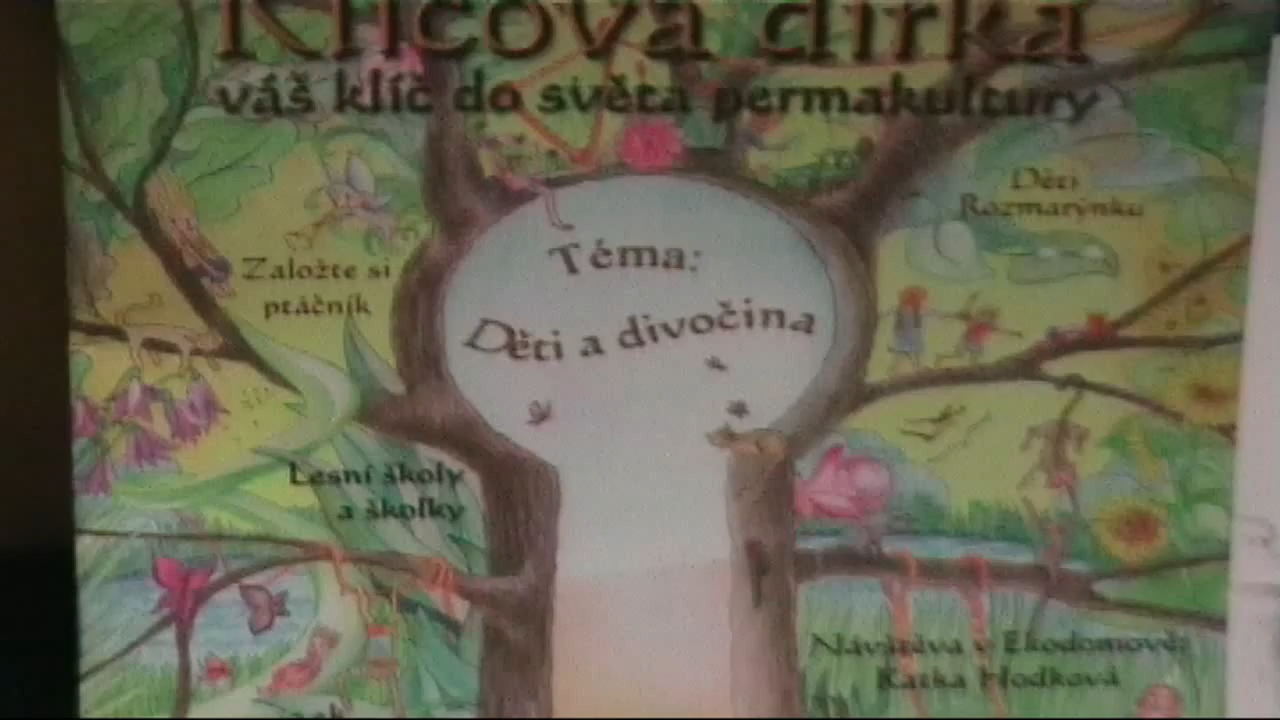 Klíčová dírka
váš klíč do světa permakultury
Děti
Rozmarýnku
Téma:
Založte si
ptáčník
Děti a divočina
Lesní školy
a školky
Návštěva v Ekodomově:
Katka Hodková